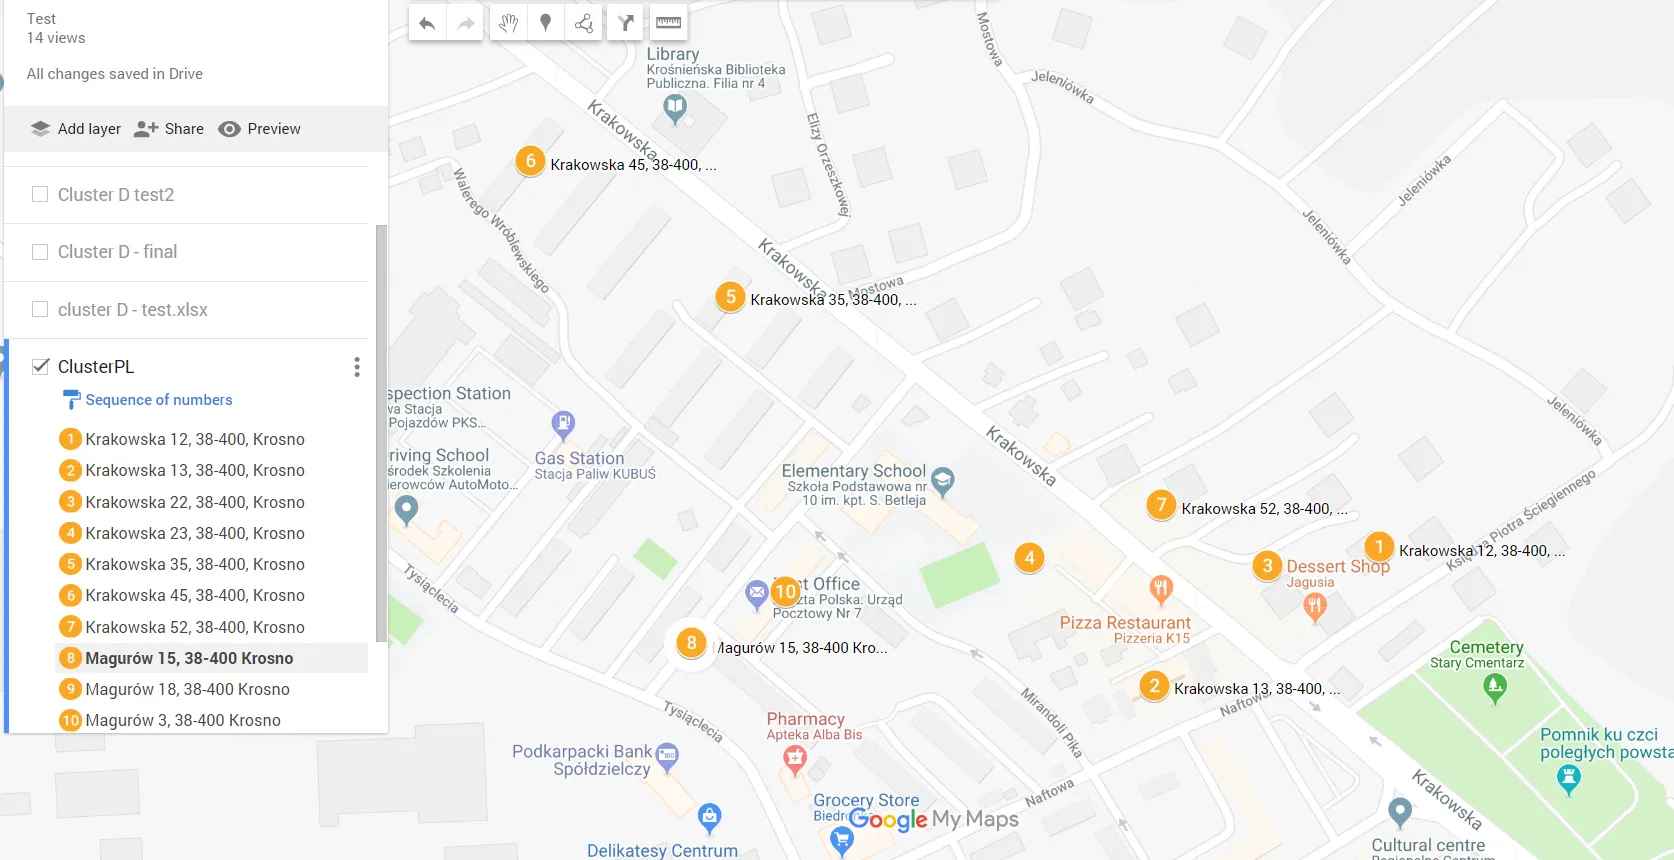 Test
14 views
All changes saved in Drive
Add layer
Share
Preview
Cluster D test2
Cluster D - final
cluster D - test.xlsx
ClusterPL
Sequence of numbers
1 Krakowska 12, 38-400, Krosno
2 Krakowska 13, 38-400, Krosno
3 Krakowska 22, 38-400, Krosno
4 Krakowska 23, 38-400, Krosno
5 Krakowska 35, 38-400, Krosno
6 Krakowska 45, 38-400, Krosno
7 Krakowska 52, 38-400, Krosno
8 Magurów 15, 38-400 Krosno
9 Magurów 18, 38-400 Krosno
10 Magurów 3, 38-400 Krosno
Mostowa
Library
Krośnieńska Biblioteka
Publiczna. Filia nr 4
Jeleniówka
Krakowska
Elizy Orzeszkowej
6
Krakowska 45, 38-400, ...
Jeleniówka
Walerego Wróblewskiego
Jeleniówka
Krakowska
Mostowa
5
Krakowska 35, 38-400, ...
spection Station
wa Stacja
Pojazdów PKS...
Jeleniówka
Gas Station
Stacja Paliw KUBUŚ
riving School
ośrodek Szkolenia
ierowców AutoMoto...
Krakowska
Elementary School
Szkoła Podstawowa nr
10 im. kpt. S. Betleja
7
Krakowska 52, 38-400, ...
Księdza Piotra Ściegiennego
1
Krakowska 12, 38-400, ...
4
3
Dessert Shop
Jagusia
Tysiąclecia
10
st Office
czta Polska. Urząd
Pocztowy Nr 7
Pizza Restaurant
Pizzeria K15
8
Magurów 15, 38-400 Kro...
Cemetery
Stary Cmentarz
2
Krakowska 13, 38-400, ...
Naftowa
Tysiąclecia
Mirandoli Pika
Pharmacy
Apteka Alba Bis
Pomnik ku czci
poległych powsta
Podkarpacki Bank
Spółdzielczy
Naftowa
Krakowska
Grocery Store
Biedron
Google My Maps
Cultural centre
Delikatesy Centrum